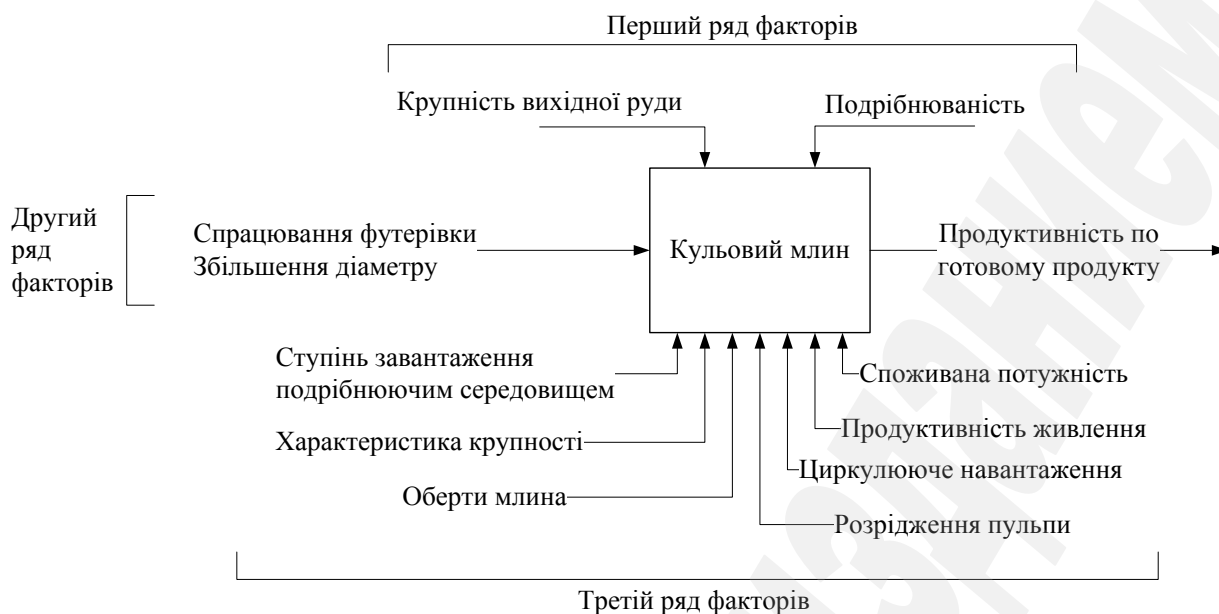 Перший ряд факторів
Крупність вихідної руди
Подрібнюваність
Другий
ряд
факторів
Спрацювання футерівки
Збільшення діаметру
Кульовий млин
Продуктивність по
готовому продукту
Ступінь завантаження
подрібнюючим середовищем
Споживана потужність
Характеристика крупності
Продуктивність живлення
Циркулююче навантаження
Оберти млина
Розрідження пульпи
Третій ряд факторів